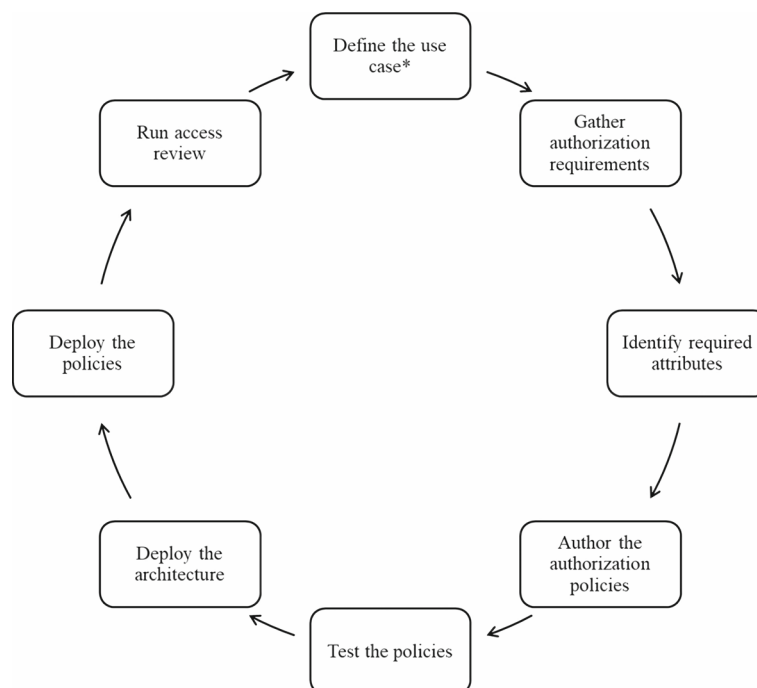 Define the use
case*
Gather
authorization
requirements
Identify required
attributes
Author the
authorization
policies
Test the policies
Deploy the
architecture
Deploy the
policies
Run access
review